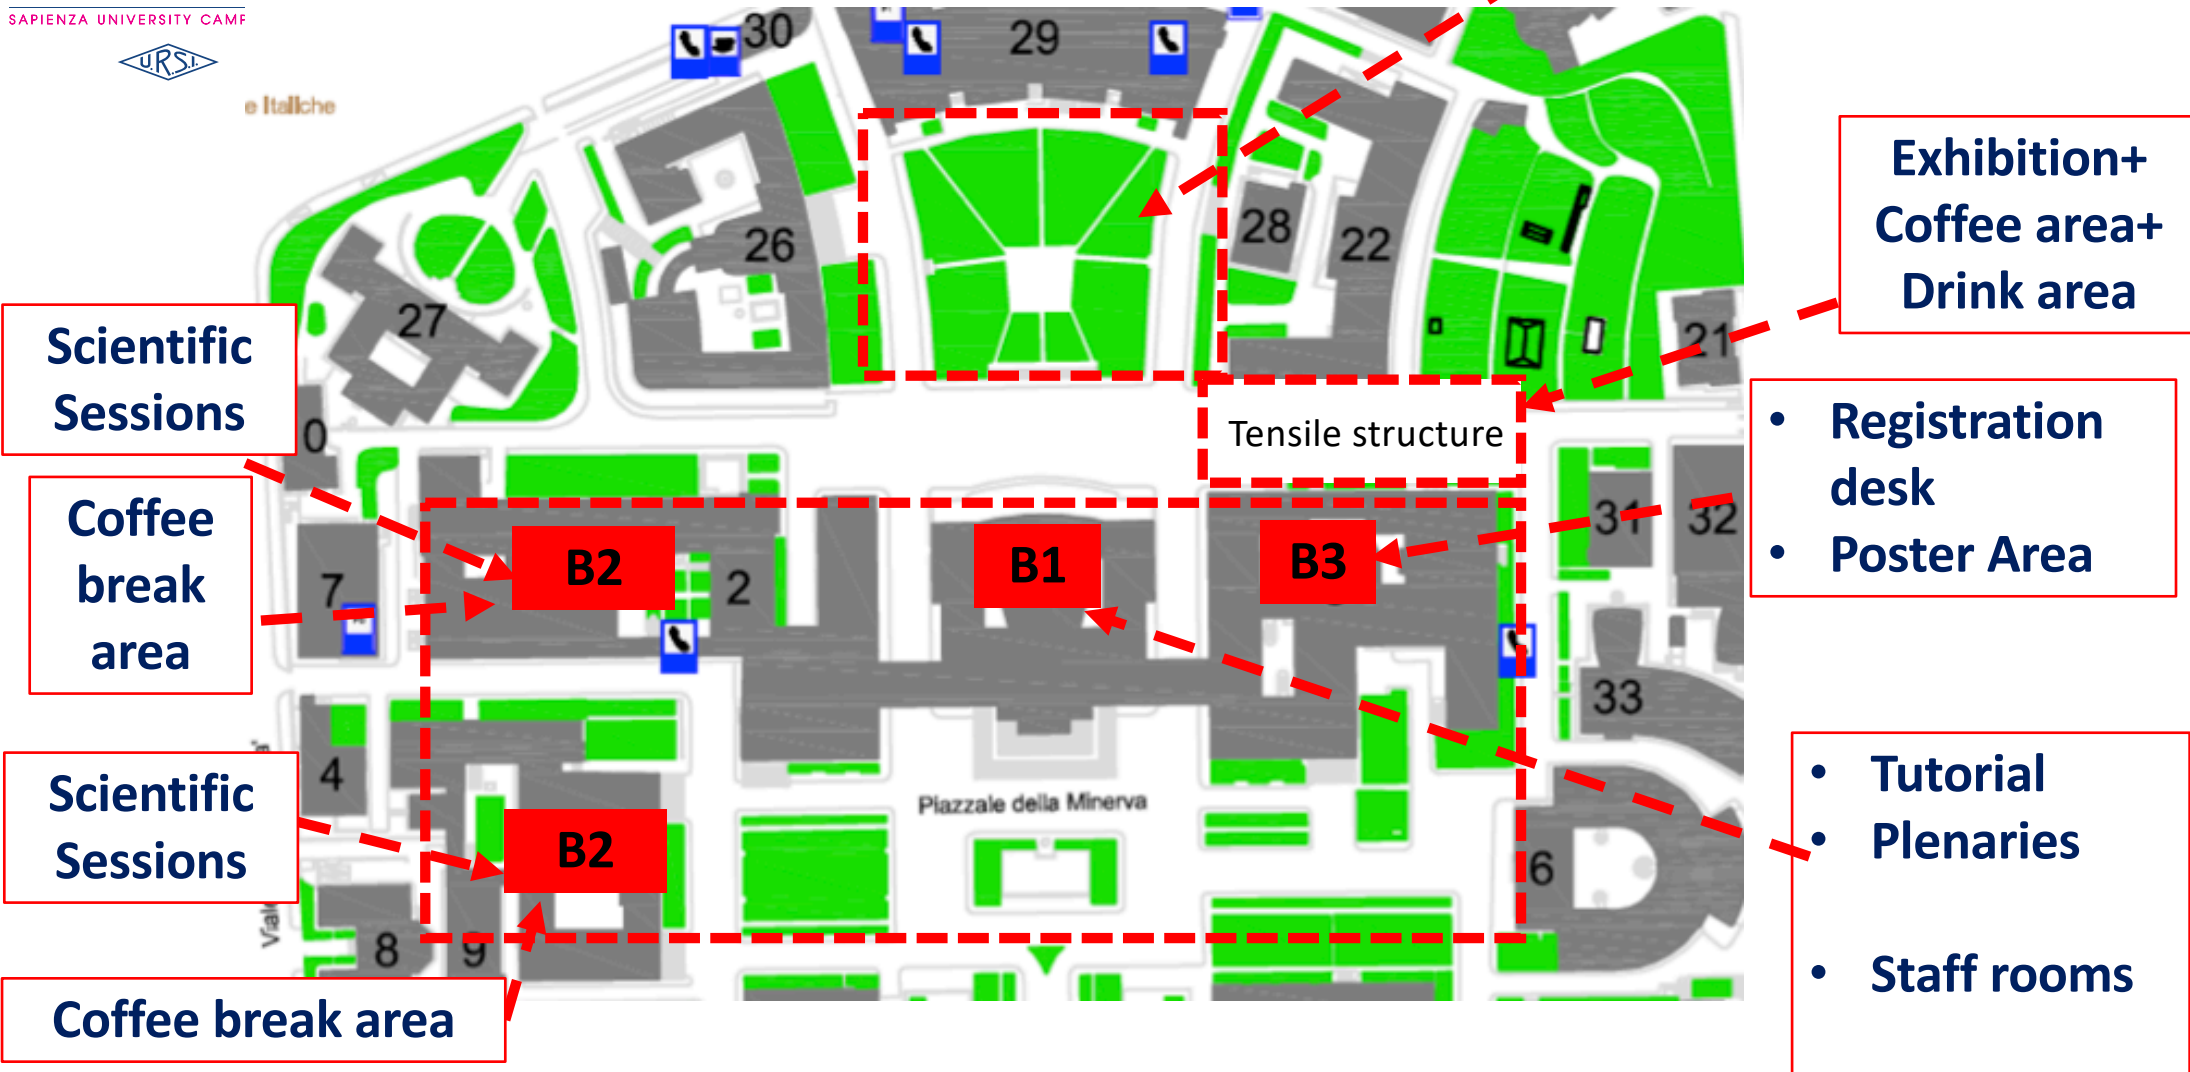 SAPIENZA UNIVERSITY CAMP
U.R.S.I.
e Italiche
30
29
28
22
26
27
21
Exhibition+
Coffee area+
Drink area
Scientific
Sessions
Tensile structure
• Registration
desk
• Poster Area
0
Coffee
break
area
7
B2
2
B1
B3
31
32
33
4
Piazzale della Minerva
• Tutorial
• Plenaries
• Staff rooms
Scientific
Sessions
B2
6
Viale
8
9
Coffee break area